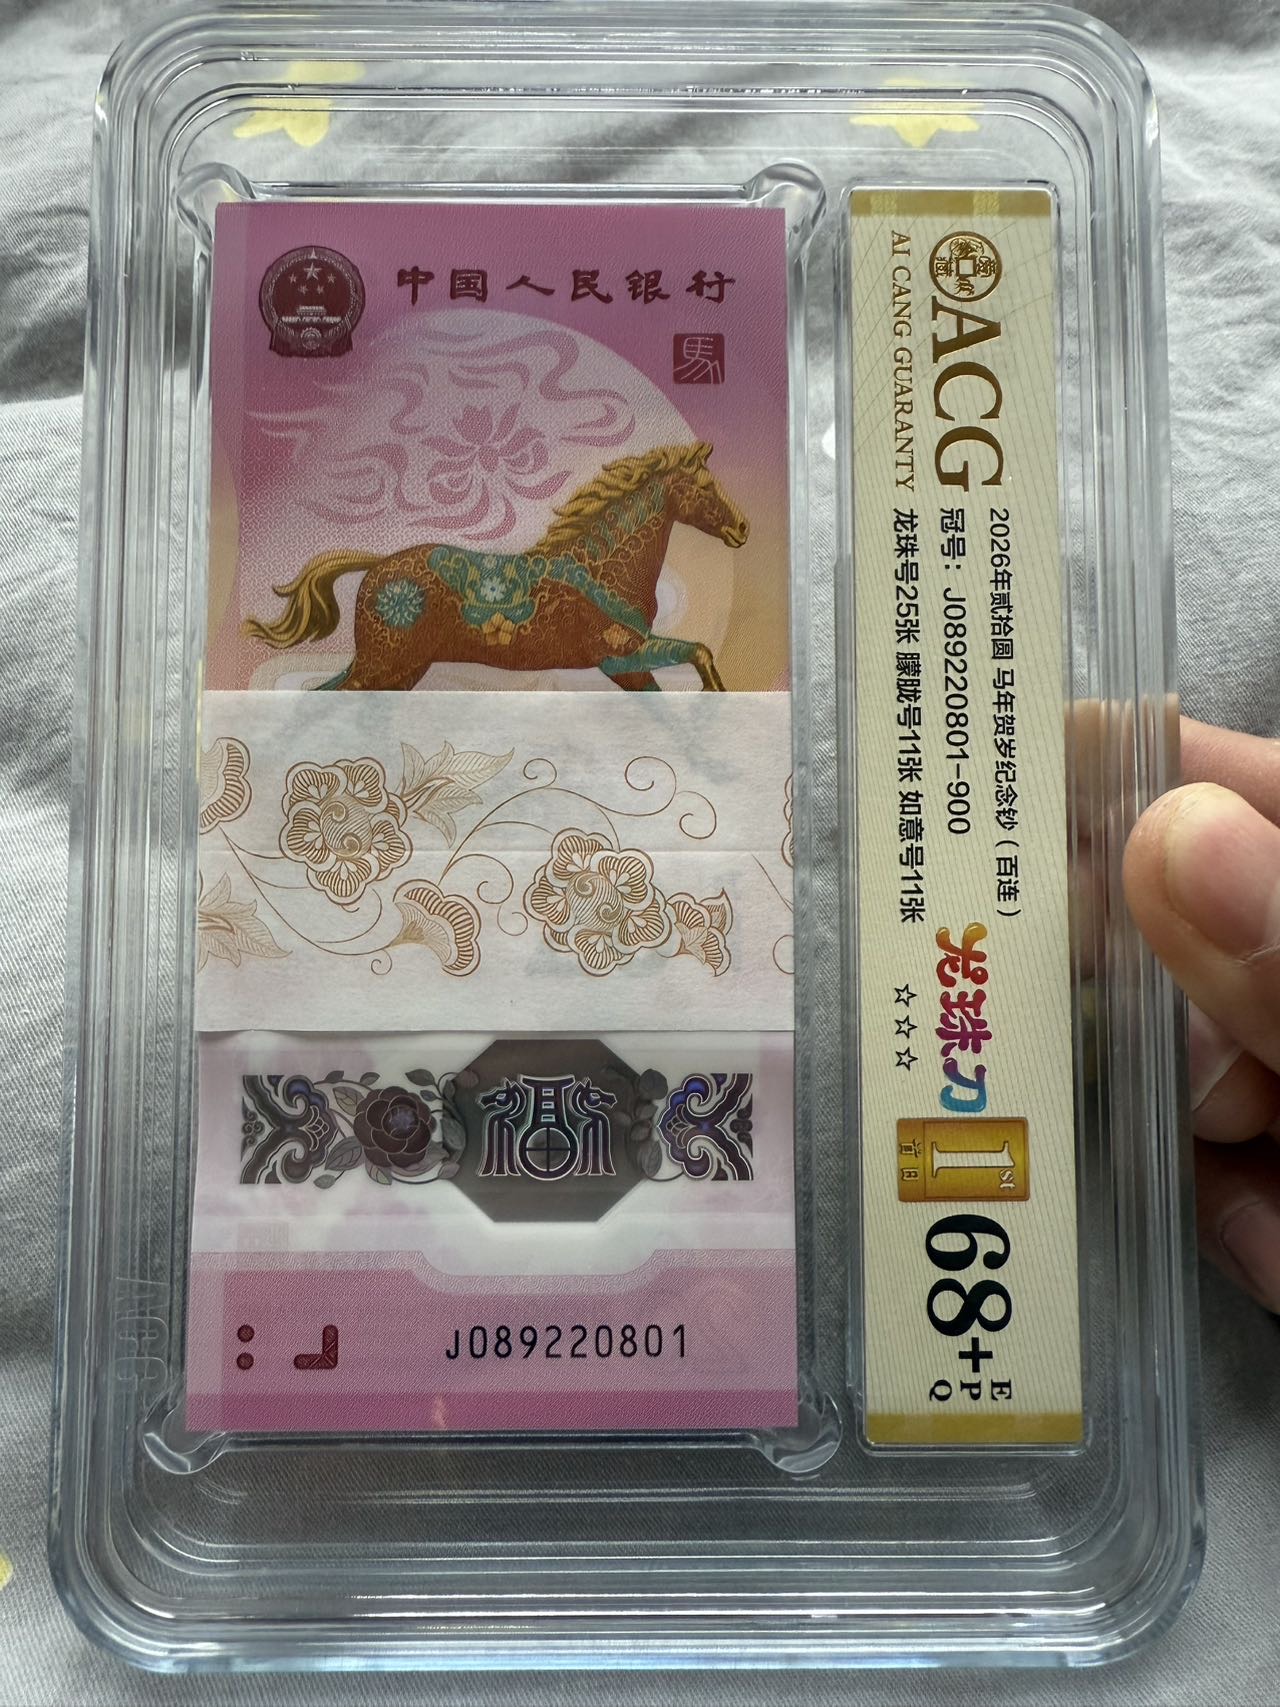 中国人民银行
馬
J089220801
ACG
AI CANG GUARANTY
2026年贰拾圆 马年贺岁纪念钞（百连）
冠号：J089220801-900
龙珠号25张 朦胧号11张 如意号11张
龙珠刀
☆☆☆
1st
首日
68+
E
P
Q
ACG